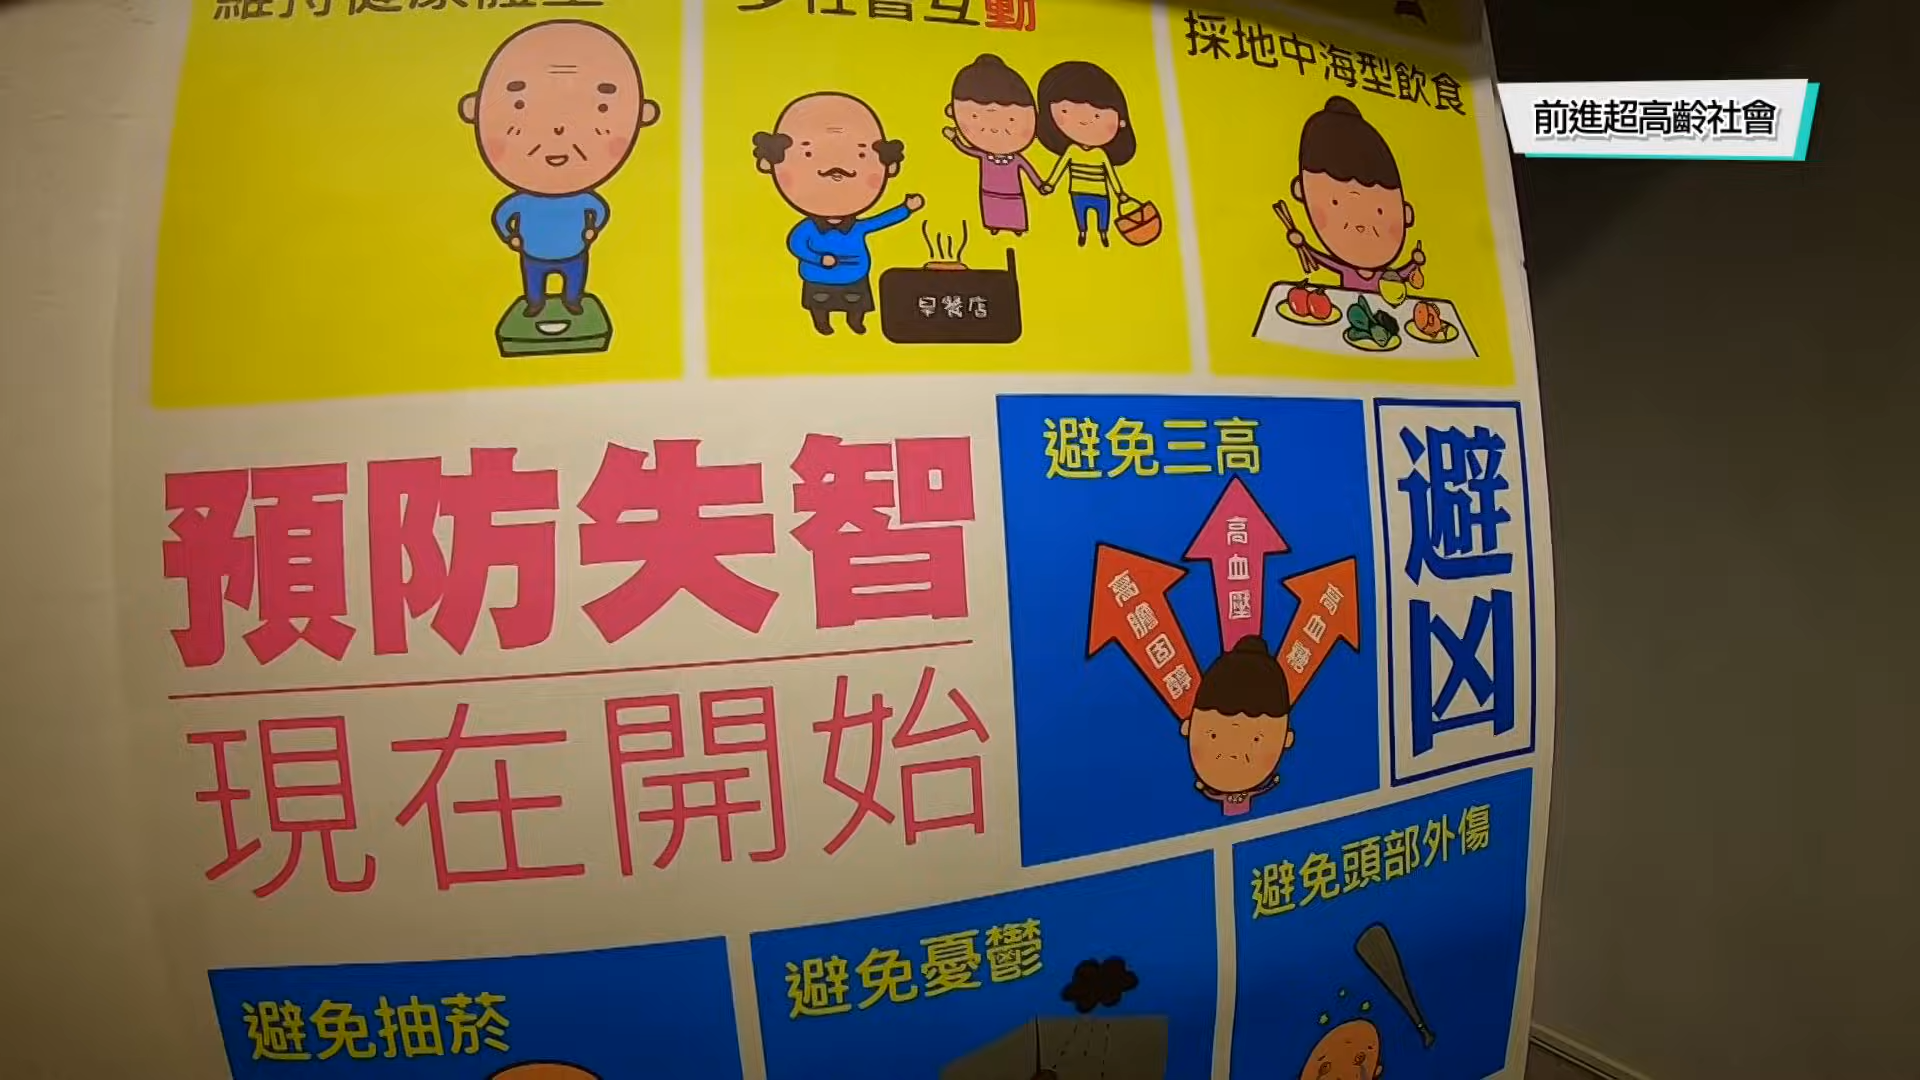 維持健康體重
多社會互動
採地中海型飲食
前進超高齡社會
早餐店
預防失智
現在開始
避免三高
高膽固醇
高血壓
高血糖
避凶
避免頭部外傷
避免憂鬱
避免抽菸